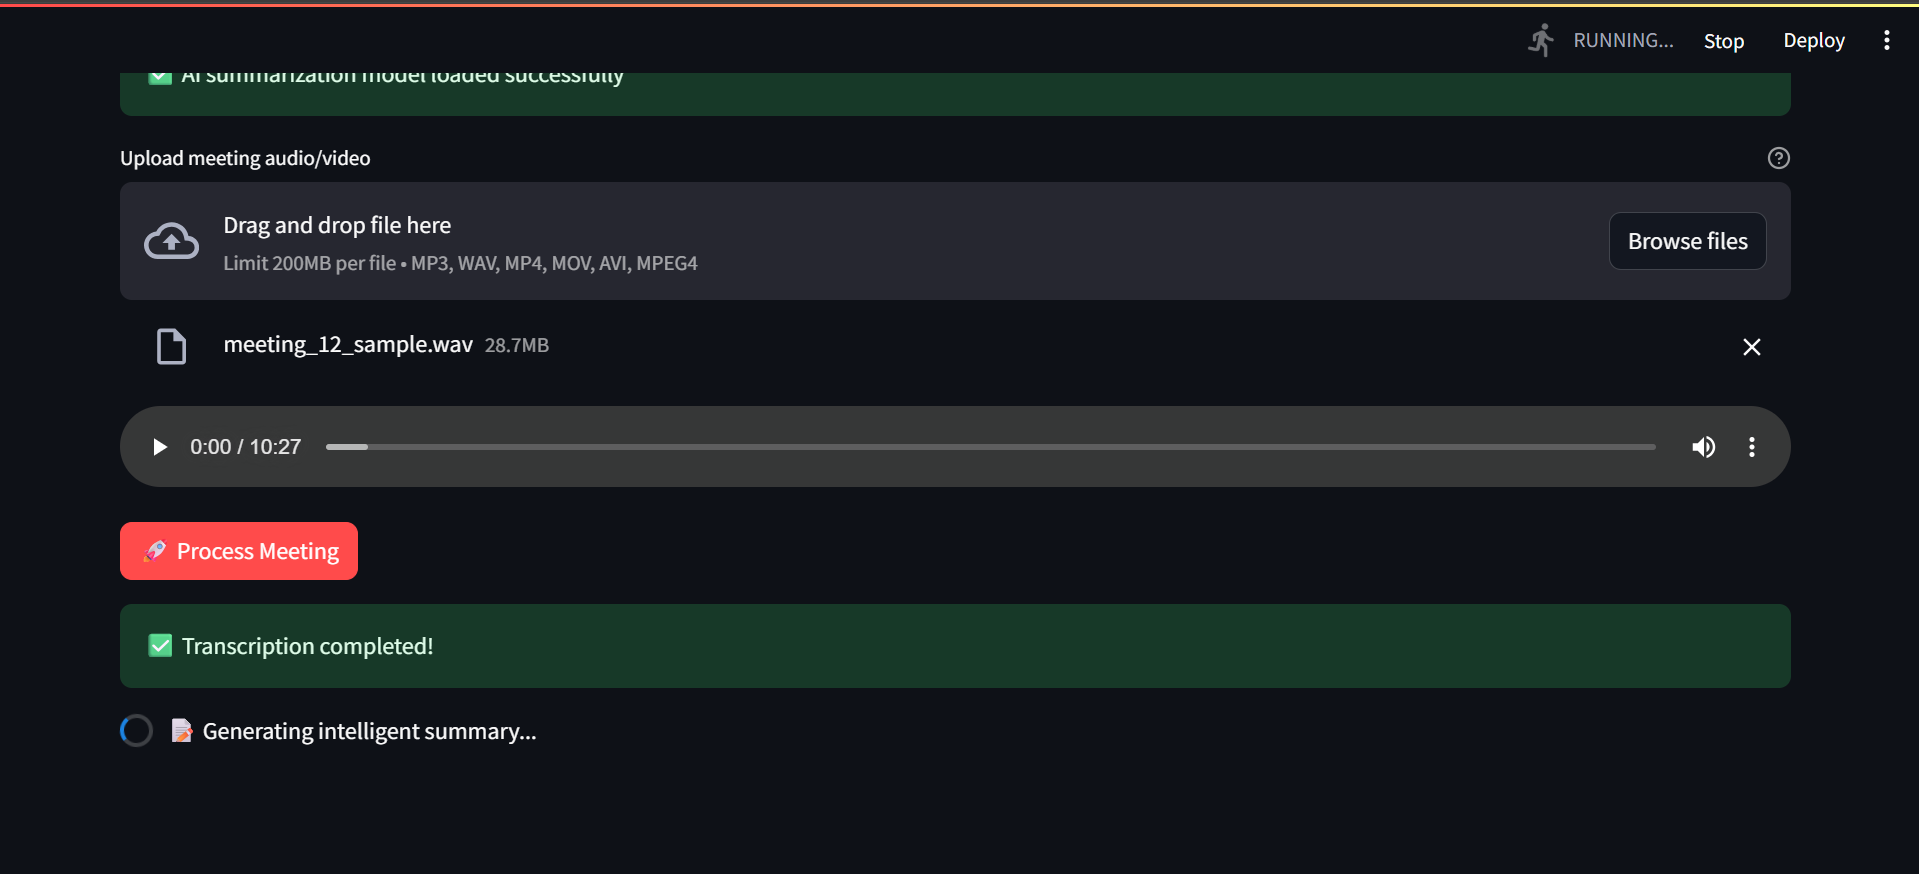 RUNNING...
Stop
Deploy
AI summarization model loaded successfully
Upload meeting audio/video
Drag and drop file here
Limit 200MB per file • MP3, WAV, MP4, MOV, AVI, MPEG4
Browse files
meeting_12_sample.wav 28.7MB
0:00 / 10:27
Process Meeting
Transcription completed!
Generating intelligent summary...